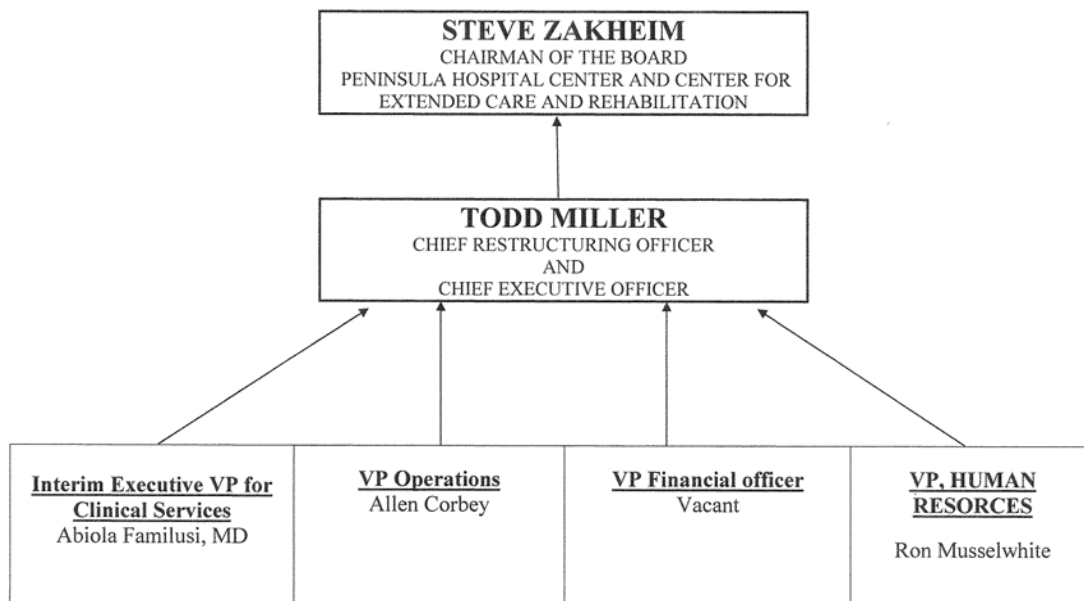 STEVE ZAKHEIM
CHAIRMAN OF THE BOARD
PENINSULA HOSPITAL CENTER AND CENTER FOR
EXTENDED CARE AND REHABILITATION
TODD MILLER
CHIEF RESTRUCTURING OFFICER
AND
CHIEF EXECUTIVE OFFICER
Interim Executive VP for
Clinical Services
Abiola Familusi, MD
VP Operations
Allen Corbey
VP Financial officer
Vacant
VP, HUMAN
RESORCES
Ron Musselwhite